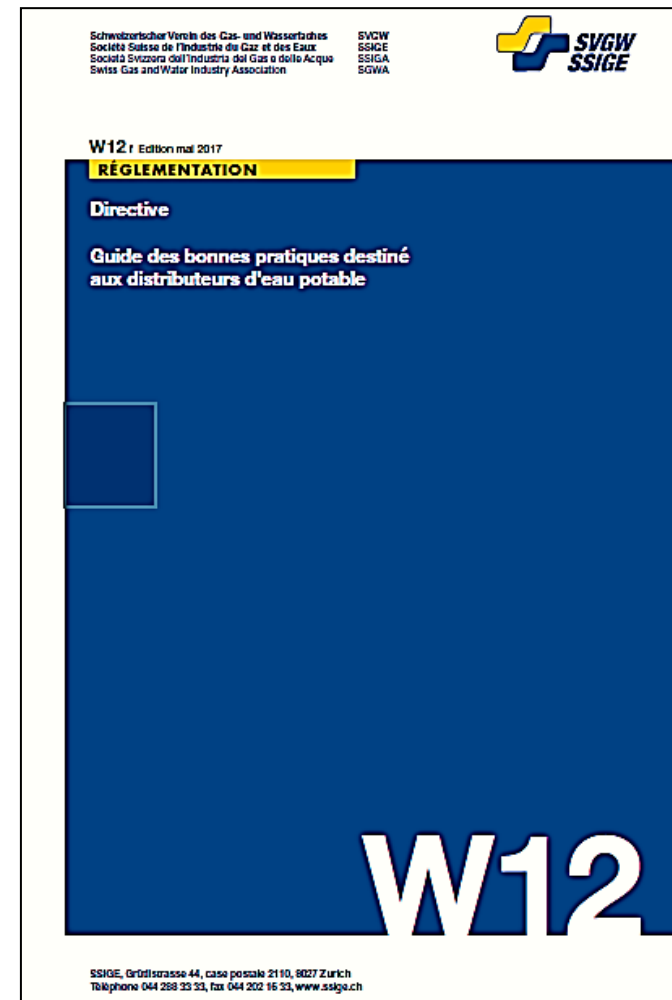 Schweizerischer Verein des Gas- und Wasserfaches SVGW
Société Suisse de l'Industrie du Gaz et des Eaux SSIGE
Società Svizzera dell'Industria del Gas e delle Acque SSIGA
Swiss Gas and Water Industry Association SGWA
SVGW
SSIGE
W12 f Edition mai 2017
RÉGLEMENTATION
Directive
Guide des bonnes pratiques destiné
aux distributeurs d'eau potable
W12
SSIGE, Grütlistrasse 44, case postale 2110, 8027 Zurich
Téléphone 044 288 33 33, fax 044 202 16 33, www.ssige.ch